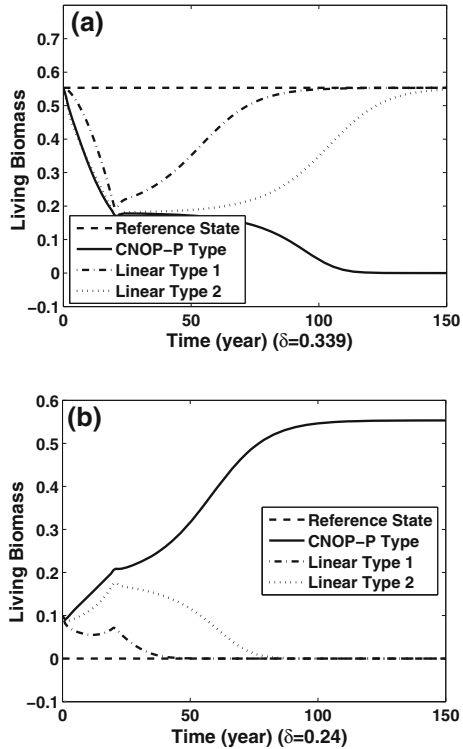 (a)
0.7
0.6
0.5
0.4
0.3
0.2
0.1
0
−0.1
Living Biomass
Reference State
CNOP−P Type
Linear Type 1
Linear Type 2
0
50
100
150
Time (year) (δ=0.339)
(b)
0.6
0.5
0.4
0.3
0.2
0.1
0
−0.1
Living Biomass
Reference State
CNOP−P Type
Linear Type 1
Linear Type 2
0
50
100
150
Time (year) (δ=0.24)